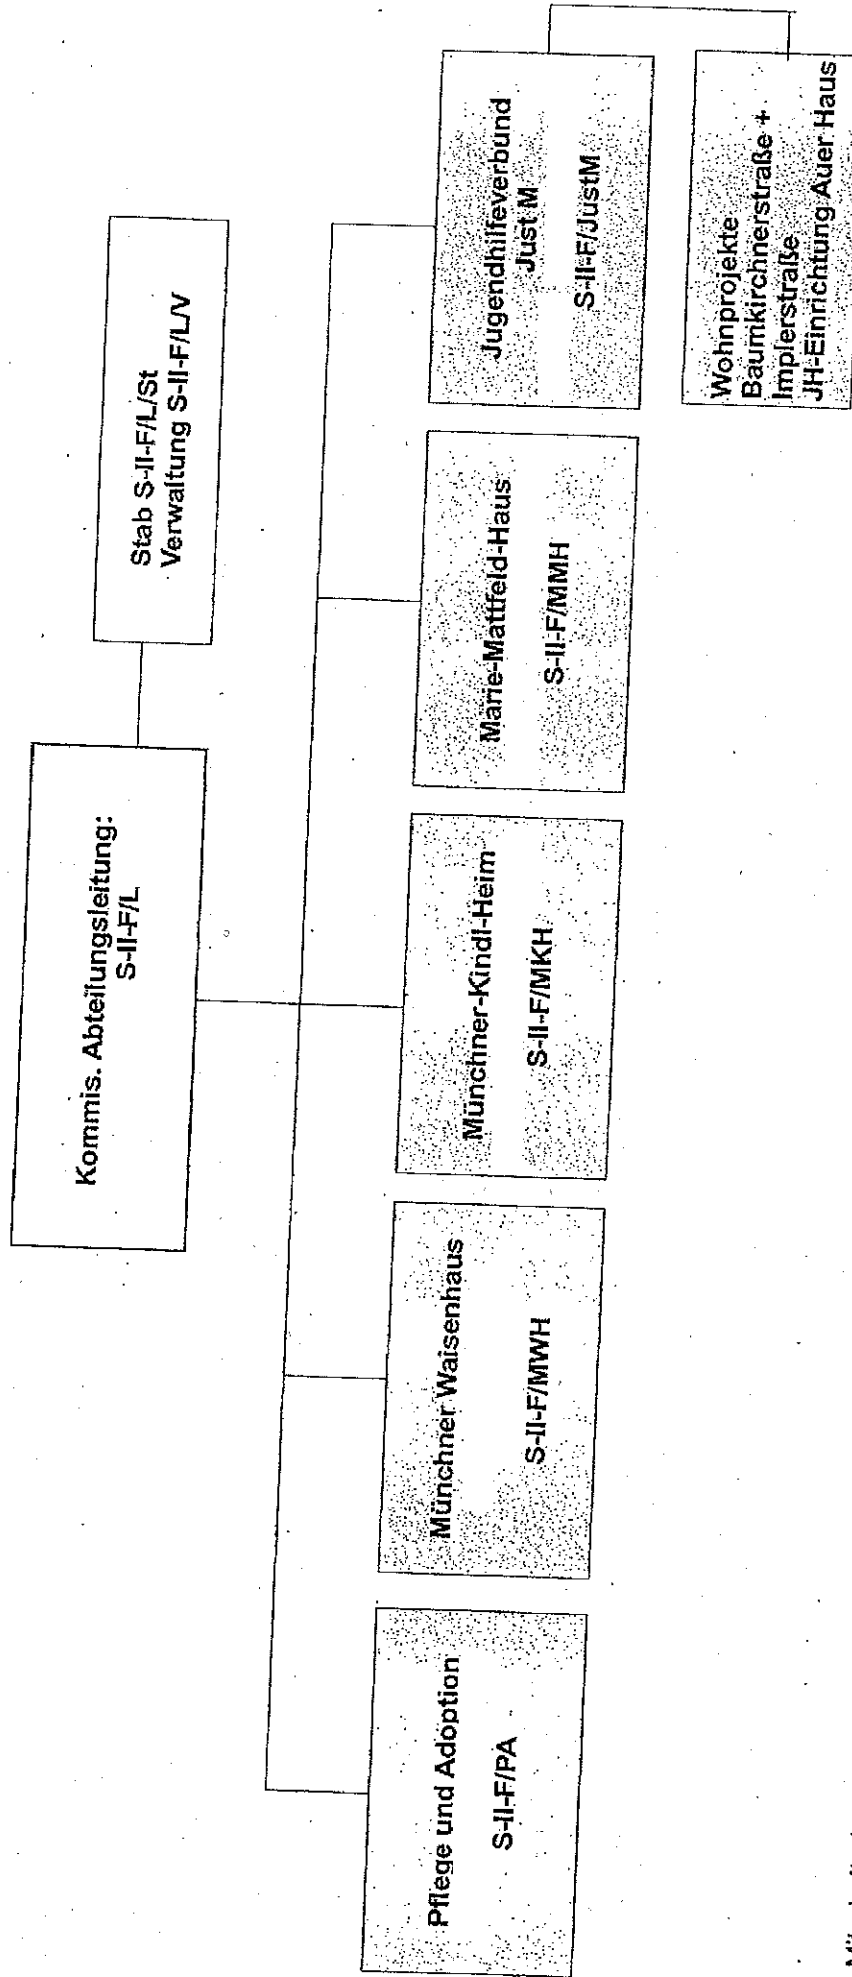 Kommis. Abteilungsleitung:
S-II-F/L
Stab S-II-F/L/St
Verwaltung S-II-F/L/V
Pflege und Adoption
S-II-F/PA
Münchner Waisenhaus
S-II-F/MWH
Münchner-Kindl-Heim
S-II-F/MKH
Marie-Mattfeld-Haus
S-II-F/MMH
Jugendhilfeverbund
Just M
S-II-F/JustM
Wohnprojekte
Baumkirchnerstraße +
Implerstraße
JH-Einrichtung Auer Haus